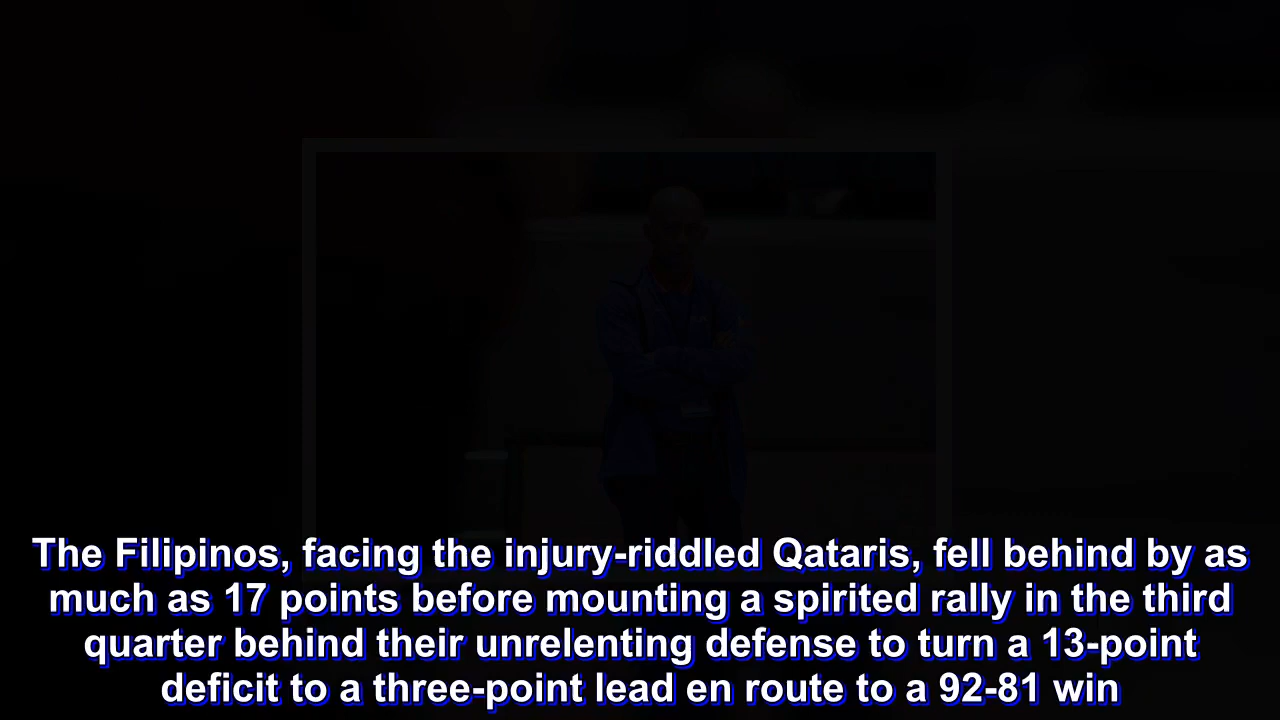 The Filipinos, facing the injury-riddled Qataris, fell behind by as
much as 17 points before mounting a spirited rally in the third
quarter behind their unrelenting defense to turn a 13-point
deficit to a three-point lead en route to a 92-81 win